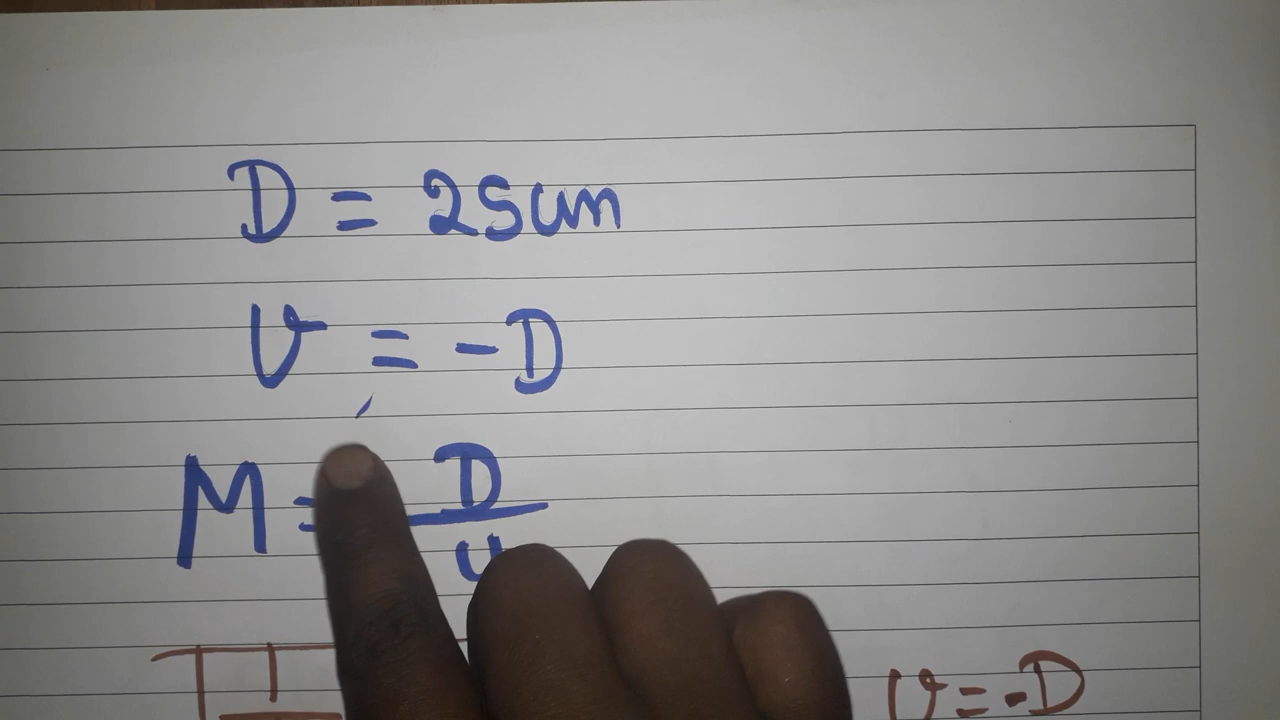 D = 25cm
v = -D
M = D/u
v = -D